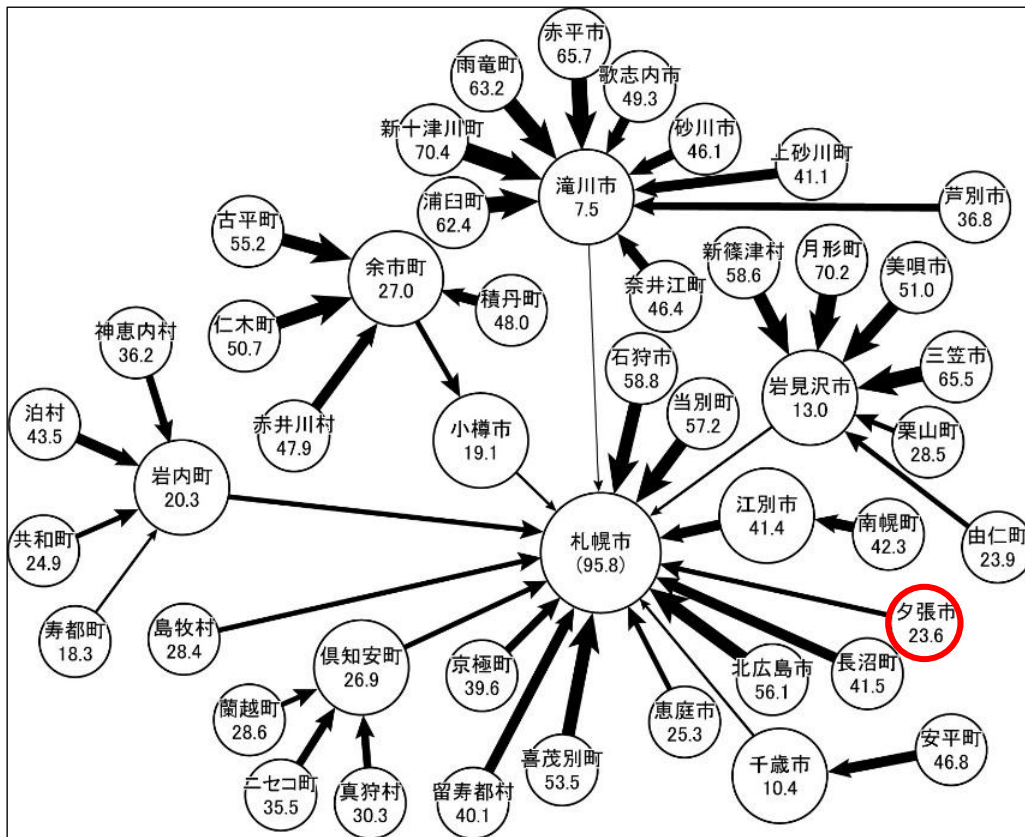 赤平市
65.7
雨竜町
63.2
歌志内市
49.3
新十津川町
70.4
砂川市
46.1
上砂川町
41.1
滝川市
7.5
芦別市
36.8
浦臼町
62.4
古平町
55.2
余市町
27.0
奈井江町
46.4
新篠津村
58.6
月形町
70.2
美唄市
51.0
積丹町
48.0
仁木町
50.7
神恵内村
36.2
石狩市
58.8
三笠市
65.5
岩見沢市
13.0
当別町
57.2
泊村
43.5
赤井川村
47.9
小樽市
19.1
栗山町
28.5
岩内町
20.3
江別市
41.4
南幌町
42.3
由仁町
23.9
札幌市
(95.8)
共和町
24.9
寿都町
18.3
島牧村
28.4
夕張市
23.6
倶知安町
26.9
京極町
39.6
北広島市
56.1
長沼町
41.5
蘭越町
28.6
恵庭市
25.3
ニセコ町
35.5
真狩村
30.3
留寿都村
40.1
喜茂別町
53.5
千歳市
10.4
安平町
46.8